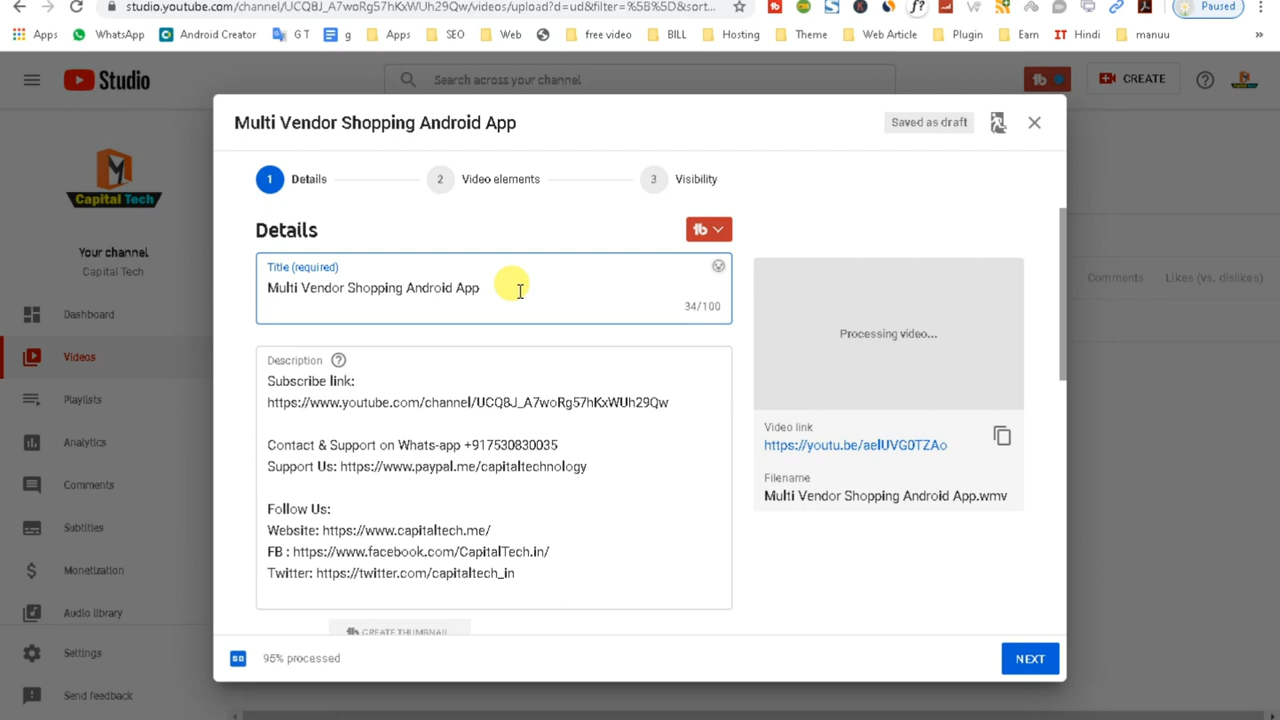 studio.youtube.com/channel/UCQ8J_A7woRg57hKxWUh29Qw/videos/upload?d=ud&filter=%5B%5D&sort...
Paused
Apps
WhatsApp
Android Creator
G T
g
Apps
SEO
Web
free video
BILL
Hosting
Theme
Web Article
Plugin
Earn
IT Hindi
manuu
»
Studio
Search across your channel
tb
CREATE
Multi Vendor Shopping Android App
Saved as draft
1 Details
2 Video elements
3 Visibility
Capital Tech
Your channel
Capital Tech
Details
tb
Title (required)
Multi Vendor Shopping Android App
34/100
Comments
Likes (vs. dislikes)
Dashboard
Videos
Playlists
Analytics
Comments
Subtitles
Monetization
Audio library
Settings
Send feedback
Description
Subscribe link:
https://www.youtube.com/channel/UCQ8J_A7woRg57hKxWUh29Qw
Contact & Support on Whats-app +917530830035
Support Us: https://www.paypal.me/capitaltechnology
Follow Us:
Website: https://www.capitaltech.me/
FB : https://www.facebook.com/CapitalTech.in/
Twitter: https://twitter.com/capitaltech_in
tb CREATE THUMBNAIL
Processing video...
Video link
https://youtu.be/aelUVG0TZAo
Filename
Multi Vendor Shopping Android App.wmv
SD
95% processed
NEXT